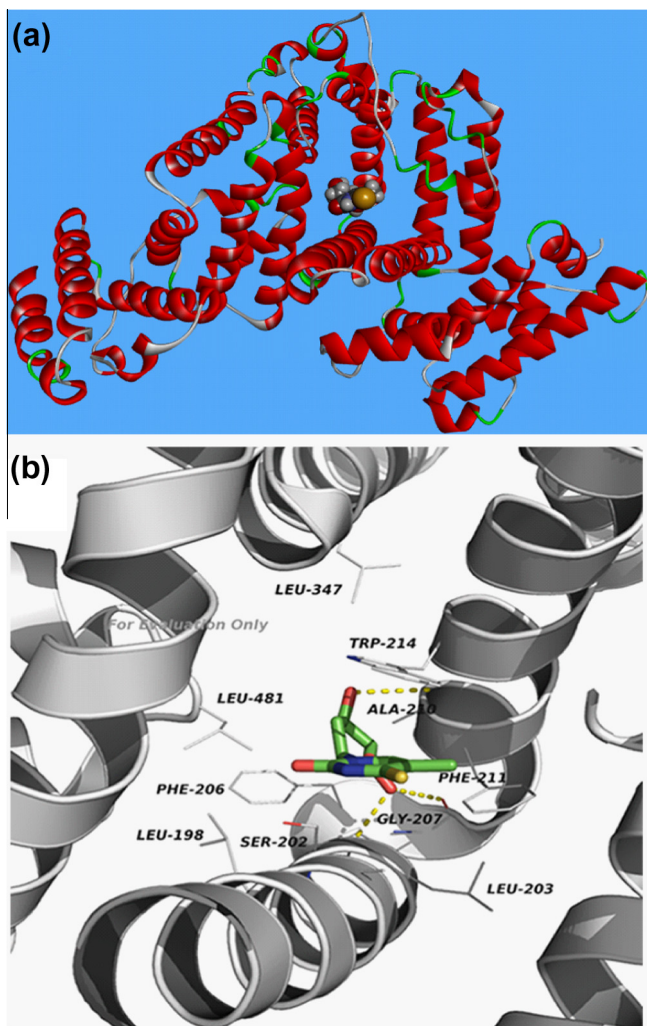 (a)
(b)
LEU-347
For Evaluation Only
TRP-214
LEU-481
ALA-210
PHE-206
PHE-211
GLY-207
LEU-198
SER-202
LEU-203